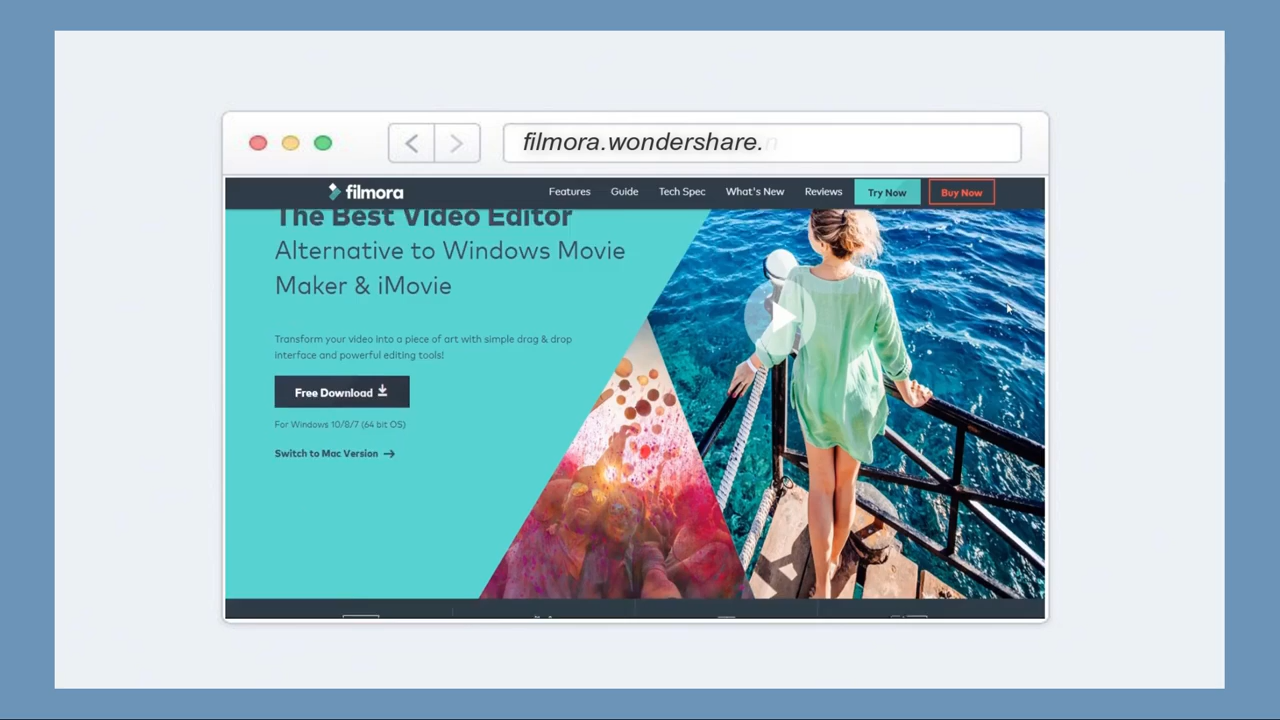 filmora.wondershare.
filmora
Features
Guide
Tech Spec
What's New
Reviews
Try Now
Buy Now
The Best Video Editor
Alternative to Windows Movie
Maker & iMovie
Transform your video into a piece of art with simple drag & drop
interface and powerful editing tools!
Free Download
For Windows 10/8/7 (64 bit OS)
Switch to Mac Version